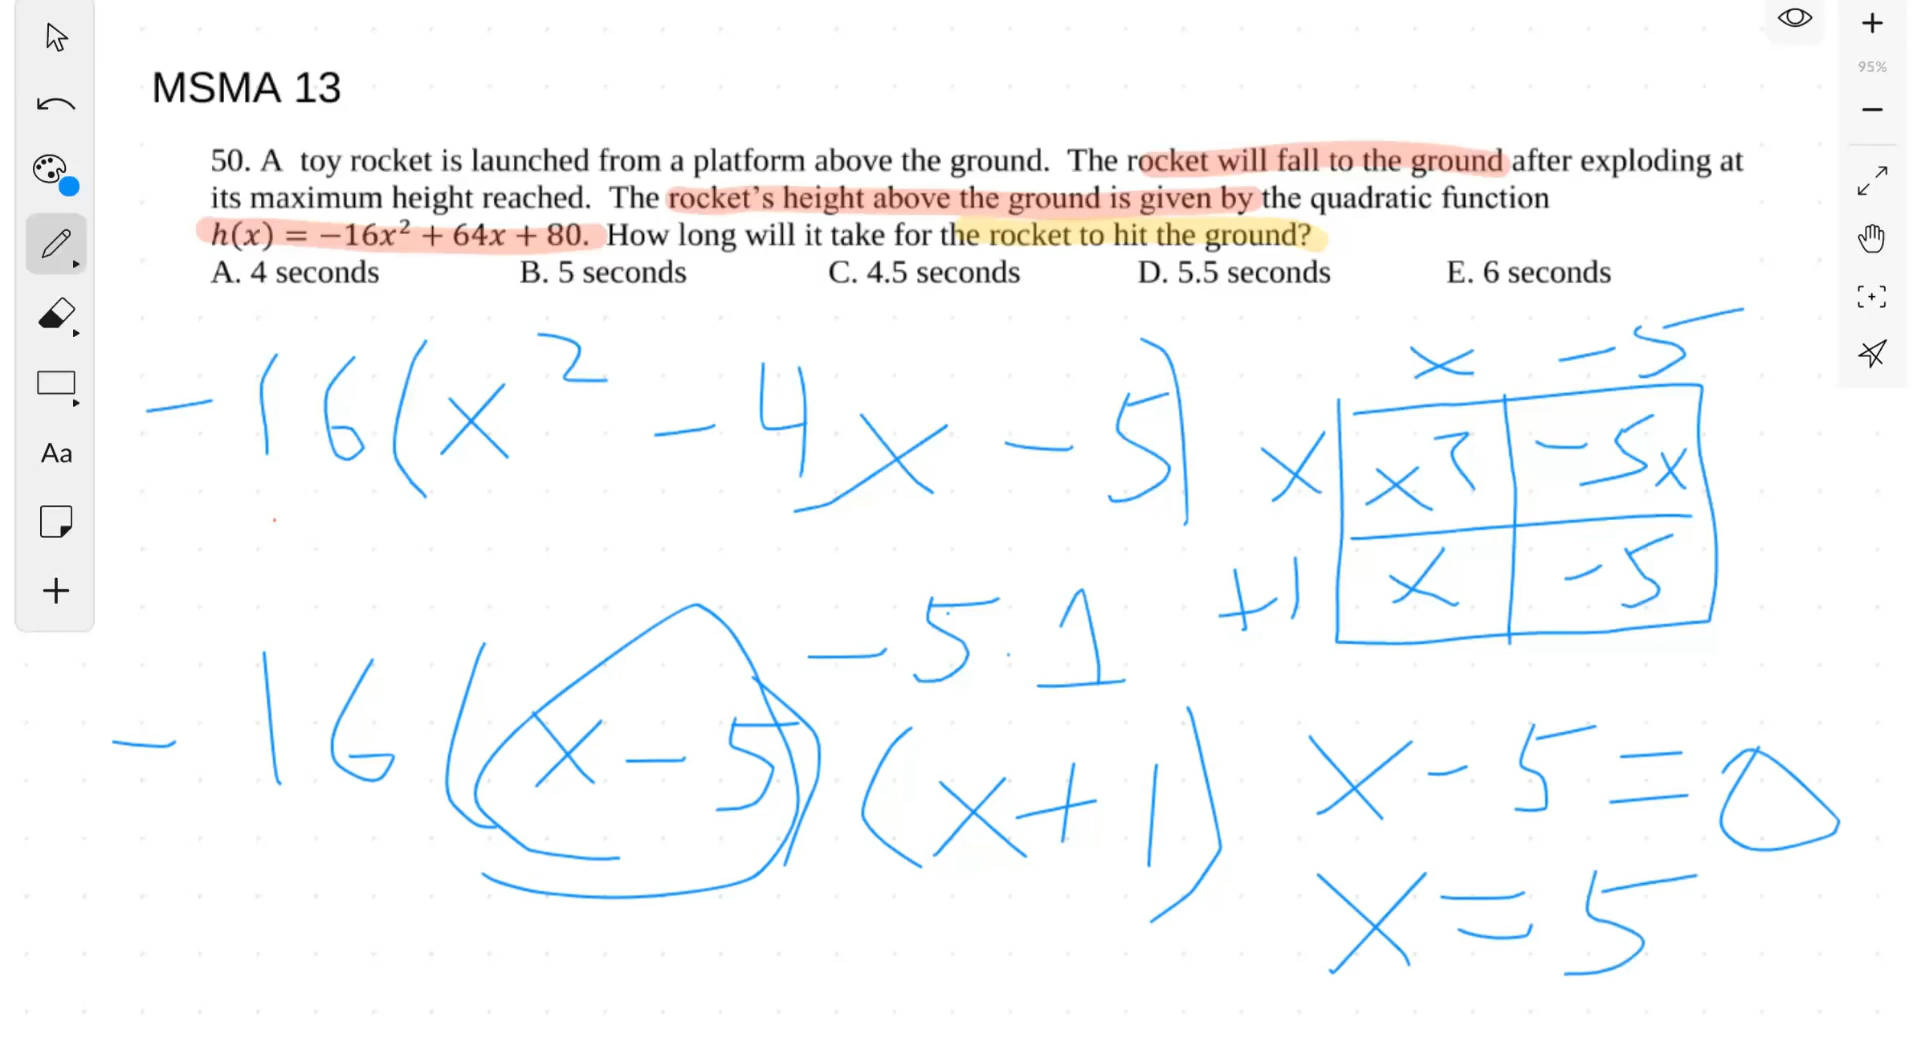 95%
MSMA 13
50. A toy rocket is launched from a platform above the ground. The rocket will fall to the ground after exploding at
its maximum height reached. The rocket's height above the ground is given by the quadratic function
h(x) = −16x² + 64x + 80. How long will it take for the rocket to hit the ground?
A. 4 seconds B. 5 seconds C. 4.5 seconds D. 5.5 seconds E. 6 seconds
Aa
x −5
−16(x² −4x −5)
x x² −5x
+1 x −5
−5·1
−16(x−5)(x+1)
x−5=0
x=5